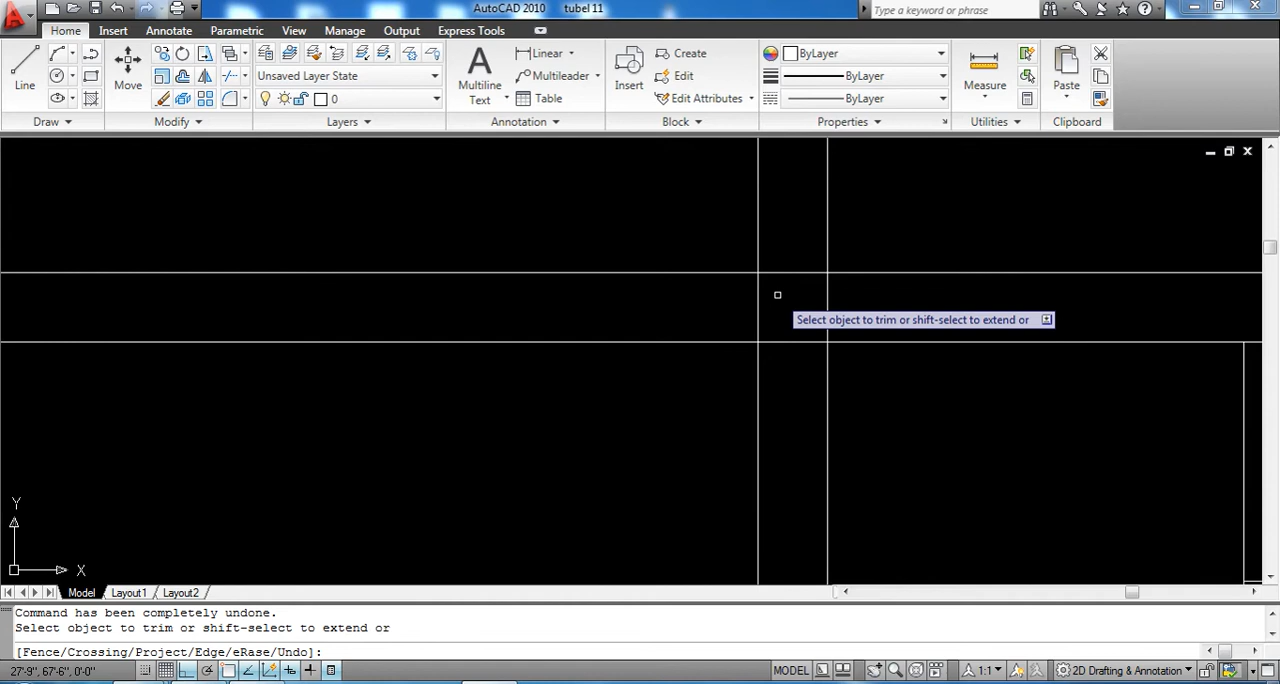 AutoCAD 2010 tubel 11 Type a keyword or phrase
Home Insert Annotate Parametric View Manage Output Express Tools
Line Move Unsaved Layer State 0 Multiline Text Linear Multileader Table Insert Create Edit Edit Attributes ByLayer ByLayer ByLayer Measure Paste
Draw Modify Layers Annotation Block Properties Utilities Clipboard
Select object to trim or shift-select to extend or
Y
X
Model Layout1 Layout2
Command has been completely undone.
Select object to trim or shift-select to extend or
[Fence/Crossing/Project/Edge/eRase/Undo]:
27'-9", 67'-6", 0'-0" MODEL 1:1 2D Drafting & Annotation